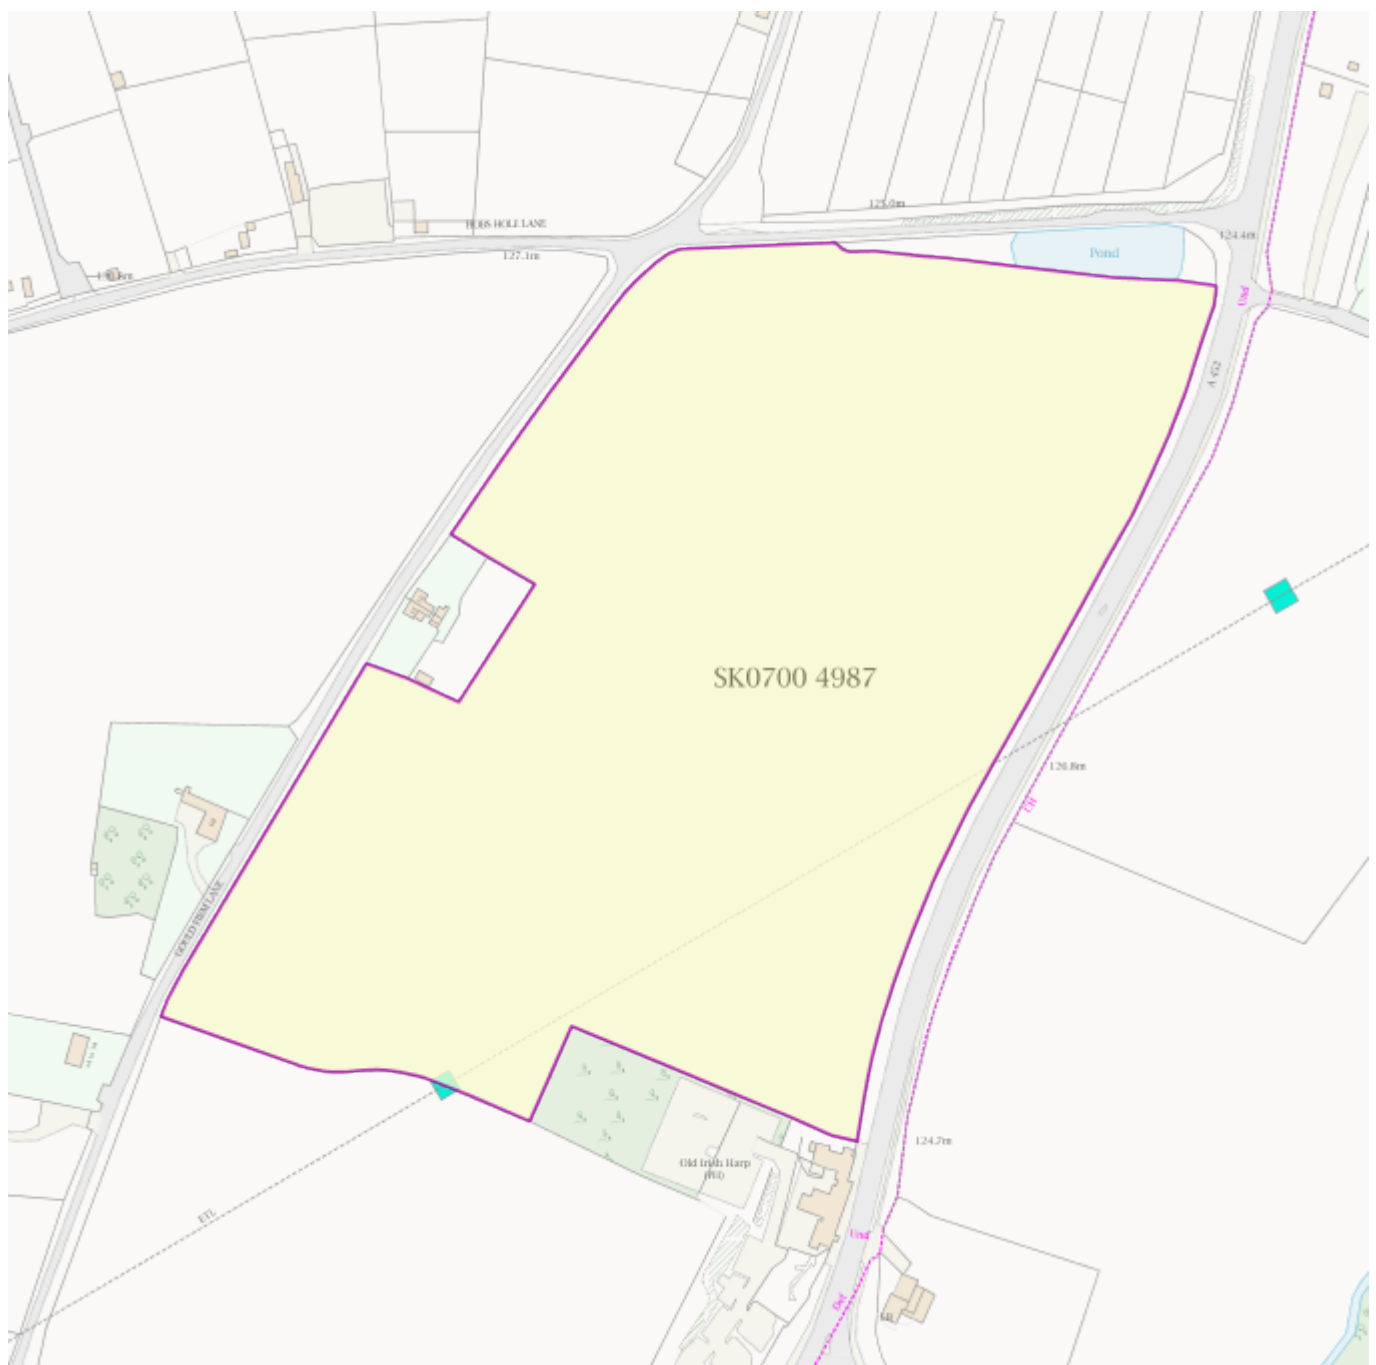 125.0m
HOBS HOLE LANE
124.4m
127.1m
Pond
Und
A 452
SK0700 4987
126.8m
CH
GOULD FIRM LANE
124.7m
Old Irish Harp
(PH)
ETL
Und
Def